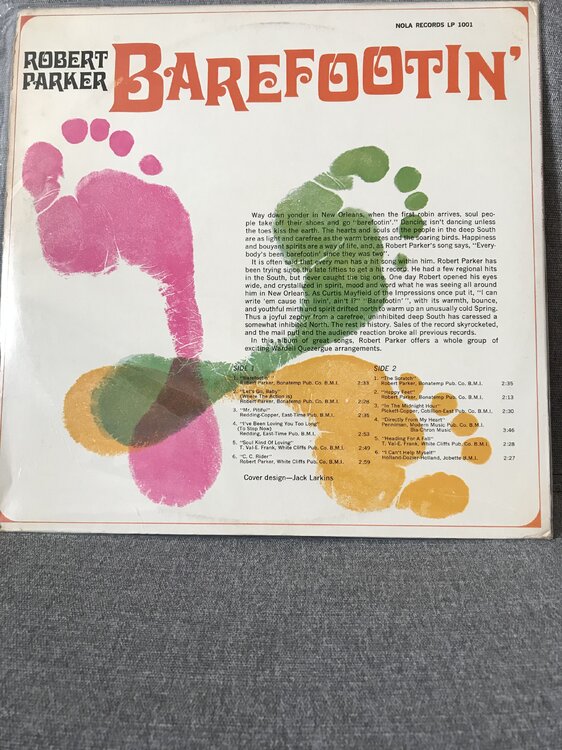 NOLA RECORDS LP 1001
ROBERT
PARKER
BAREFOOTIN'
Way down yonder in New Orleans, when the first robin arrives, soul peo-
ple take off their shoes and go "barefootin'." Dancing isn't dancing unless
the toes kiss the earth. The hearts and souls of the people in the deep South
are as light and carefree as the warm breezes and the soaring birds. Happiness
and bouyant spirits are a way of life, and, as Robert Parker's song says, "Every-
body's been barefootin' since they was two".
It is often said that every man has a hit song within him. Robert Parker has
been trying since the late fifties to get a hit record. He had a few regional hits
in the South, but never caught the big one. One day Robert opened his eyes
wide, and crystalized in spirit, mood and word what he was seeing all around
him in New Orleans. As Curtis Mayfield of the Impressions once put it, "I can
write 'em cause I'm livin', ain't I?" "Barefootin'", with its warmth, bounce,
and youthful mirth and spirit drifted north to warm up an unusually cold Spring.
Thus a joyful zephyr from a carefree, uninhibited deep South has caressed a
somewhat inhibited North. The rest is history. Sales of the record skyrocketed,
and the mail pull and the audience reaction broke all previous records.
In this album of great songs, Robert Parker offers a whole group of
exciting Wardell Quezergue arrangements.
SIDE 1
1. "Barefootin'"
Robert Parker, Bonatemp Pub. Co. B.M.I. 2:33
2. "Let's Go, Baby"
(Where The Action Is)
Robert Parker, Bonatemp Pub. Co. B.M.I. 2:28
3. "Mr. Pitiful"
Redding-Copper, East-Time Pub. B.M.I. 2:35
4. "I've Been Loving You Too Long"
(To Stop Now)
Redding, East-Time Pub. B.M.I. 2:53
5. "Soul Kind Of Loving"
T. Val-E. Frank, White Cliffs Pub. Co. B.M.I. 2:49
6. "C. C. Rider"
Robert Parker, White Cliffs Pub. Co. B.M.I. 2:59
SIDE 2
1. "The Scratch"
Robert Parker, Bonatemp Pub. Co. B.M.I. 2:35
2. "Happy Feet"
Robert Parker, Bonatemp Pub. Co. B.M.I. 2:13
3. "In The Midnight Hour"
Pickett-Copper, Cotillion-East Pub. Co. B.M.I. 2:30
4. "Directly From My Heart"
Penniman, Modern Music Pub. Co. B.M.I.
Bia-Chron Music 3:46
5. "Heading For A Fall"
T. Val-E. Frank, White Cliffs Pub. Co. B.M.I. 2:28
6. "I Can't Help Myself"
Holland-Dozier-Holland, Jobette B.M.I. 2:27
Cover design—Jack Larkins